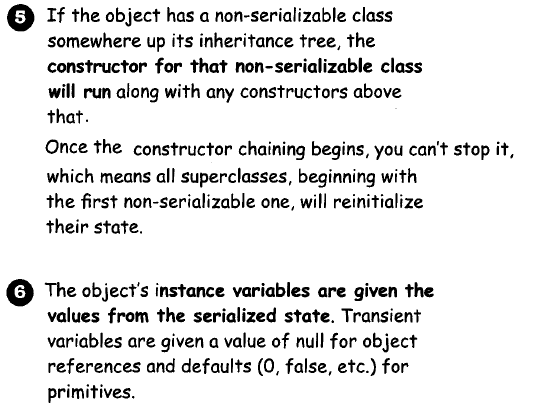 5 If the object has a non-serializable class
somewhere up its inheritance tree, the
constructor for that non-serializable class
will run along with any constructors above
that.
Once the constructor chaining begins, you can't stop it,
which means all superclasses, beginning with
the first non-serializable one, will reinitialize
their state.
6 The object's instance variables are given the
values from the serialized state. Transient
variables are given a value of null for object
references and defaults (0, false, etc.) for
primitives.